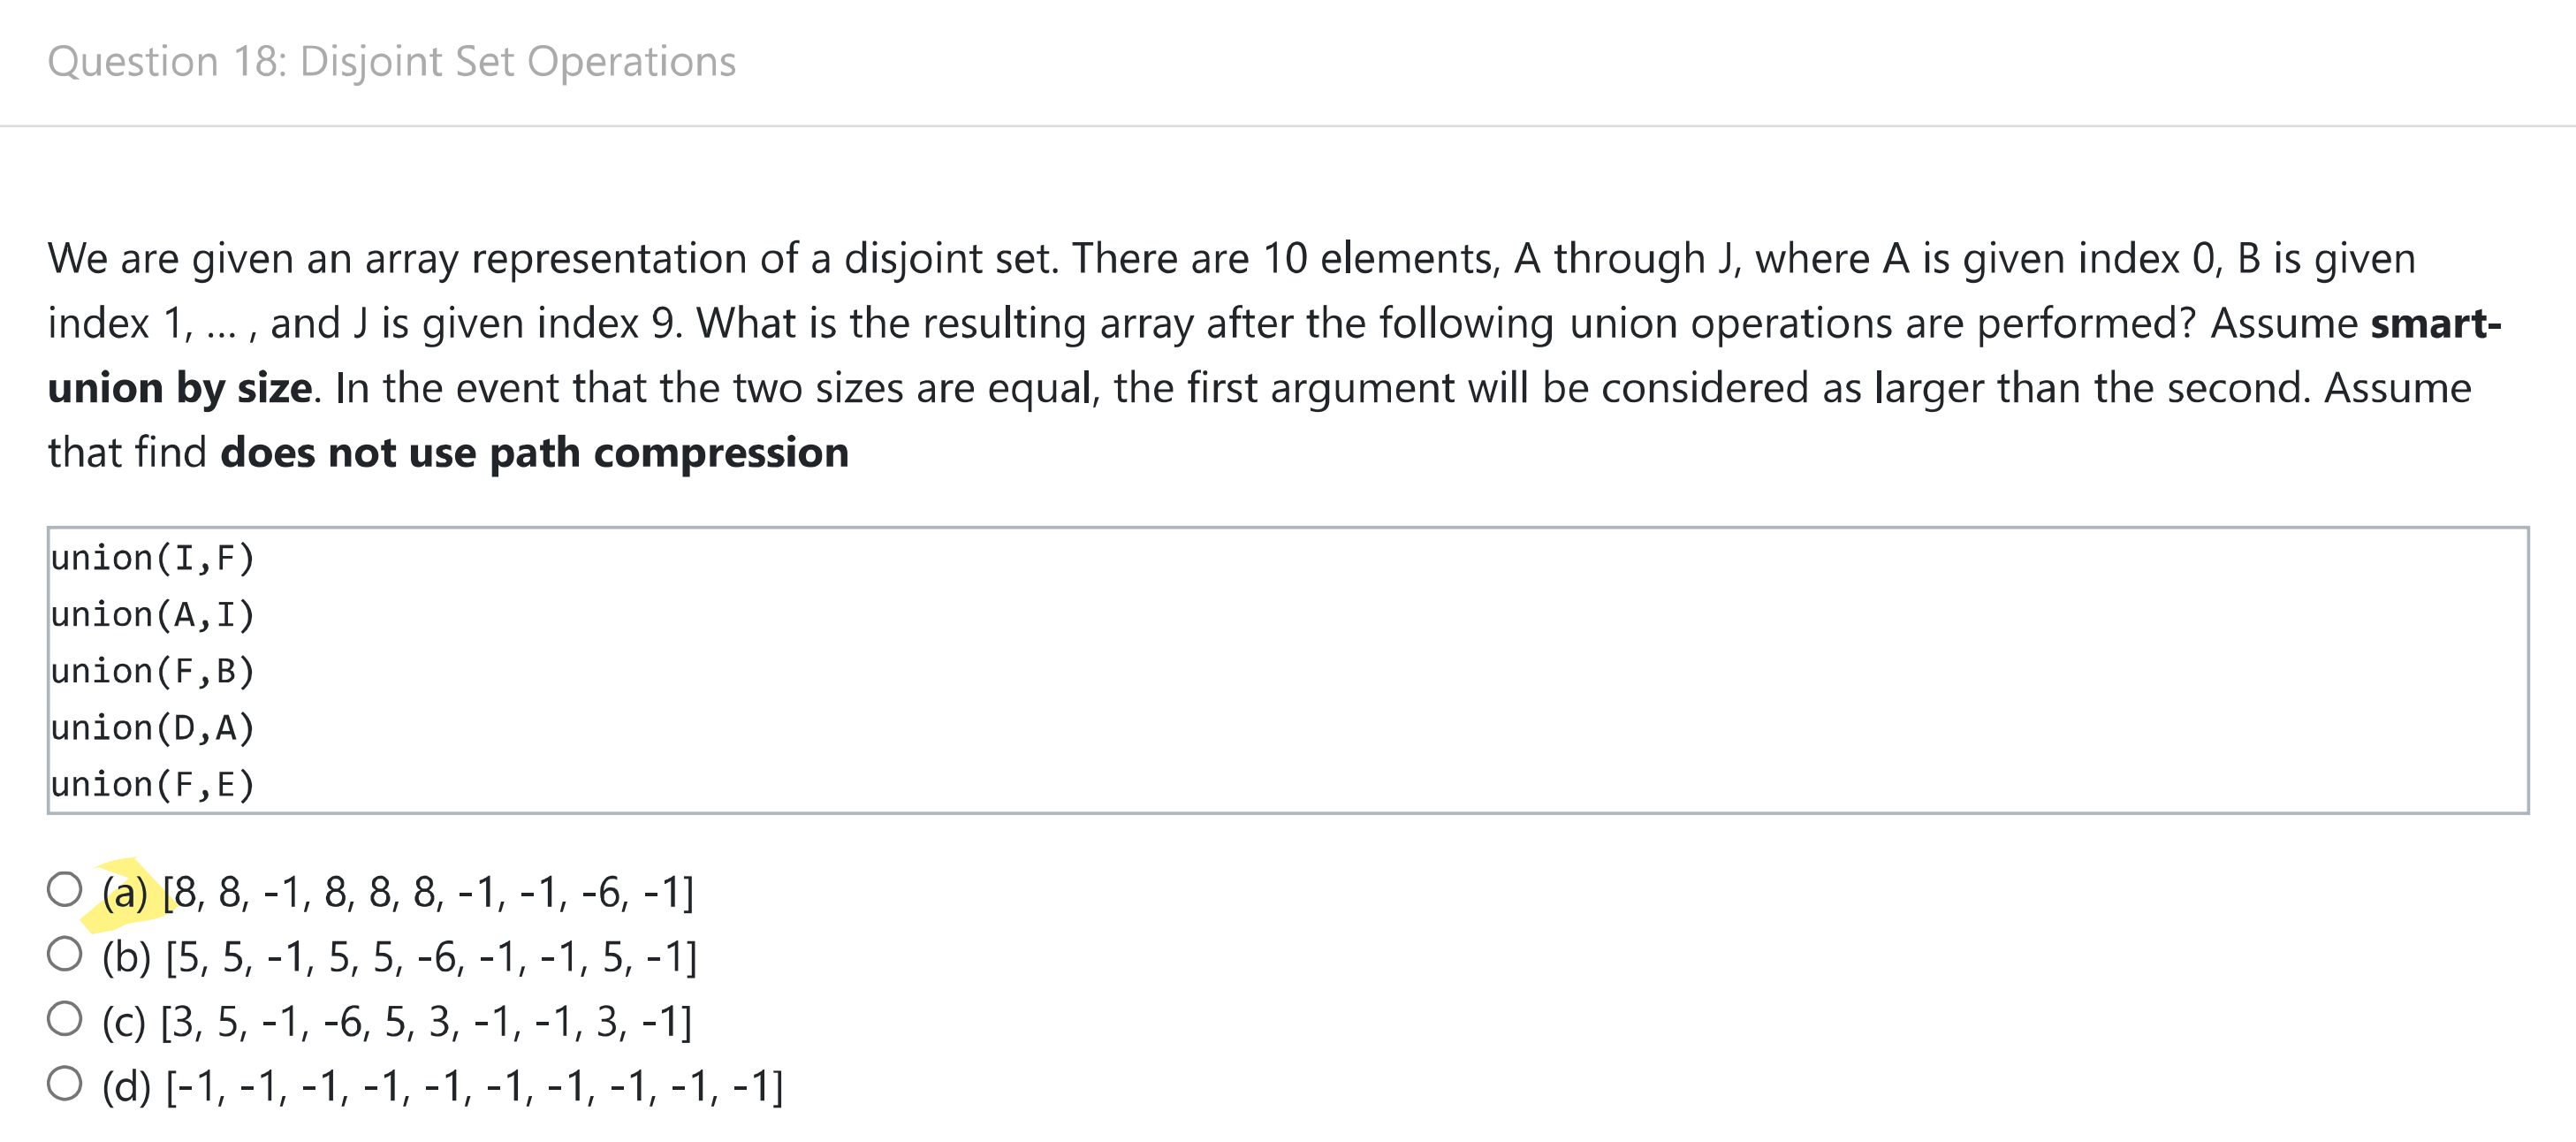 Question 18: Disjoint Set Operations
We are given an array representation of a disjoint set. There are 10 elements, A through J, where A is given index 0, B is given
index 1, ... , and J is given index 9. What is the resulting array after the following union operations are performed? Assume smart-
union by size. In the event that the two sizes are equal, the first argument will be considered as larger than the second. Assume
that find does not use path compression
union(I,F)
union(A,I)
union(F,B)
union(D,A)
union(F,E)
(a) [8, 8, -1, 8, 8, 8, -1, -1, -6, -1]
(b) [5, 5, -1, 5, 5, -6, -1, -1, 5, -1]
(c) [3, 5, -1, -6, 5, 3, -1, -1, 3, -1]
(d) [-1, -1, -1, -1, -1, -1, -1, -1, -1, -1]